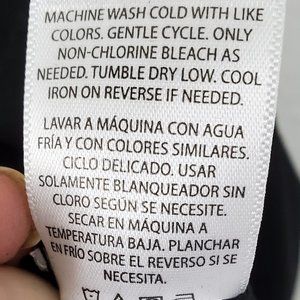 MACHINE WASH COLD WITH LIKE
COLORS. GENTLE CYCLE. ONLY
NON-CHLORINE BLEACH AS
NEEDED. TUMBLE DRY LOW. COOL
IRON ON REVERSE IF NEEDED.
LAVAR A MÁQUINA CON AGUA
FRÍA Y CON COLORES SIMILARES.
CICLO DELICADO. USAR
SOLAMENTE BLANQUEADOR SIN
CLORO SEGÚN SE NECESITE.
SECAR EN MÁQUINA A
TEMPERATURA BAJA. PLANCHAR
EN FRÍO SOBRE EL REVERSO SI SE
NECESITA.